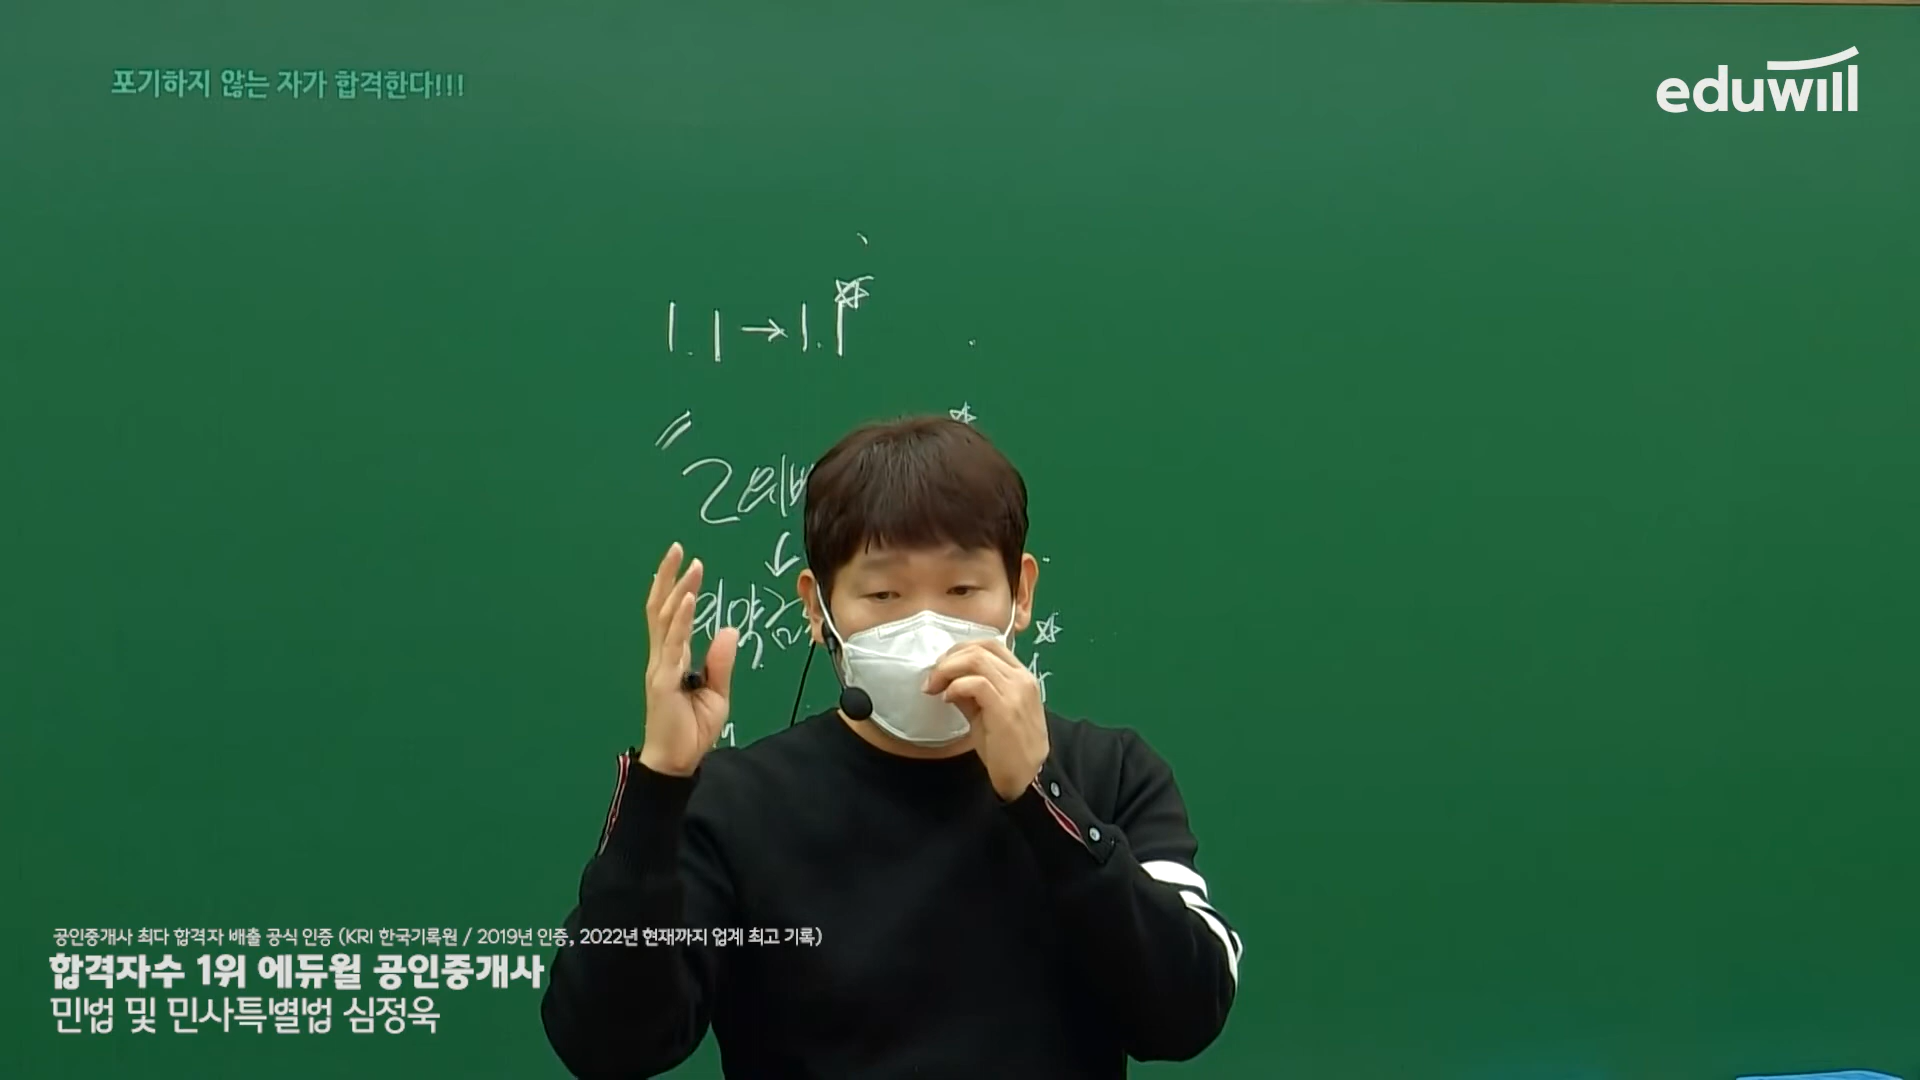 포기하지 않는 자가 합격한다!!!
eduwill
1.1→1.1
위약금
공인중개사 최다 합격자 배출 공식 인증 (KRI 한국기록원 / 2019년 인증, 2022년 현재까지 업계 최고 기록)
합격자수 1위 에듀윌 공인중개사
민법 및 민사특별법 심정욱